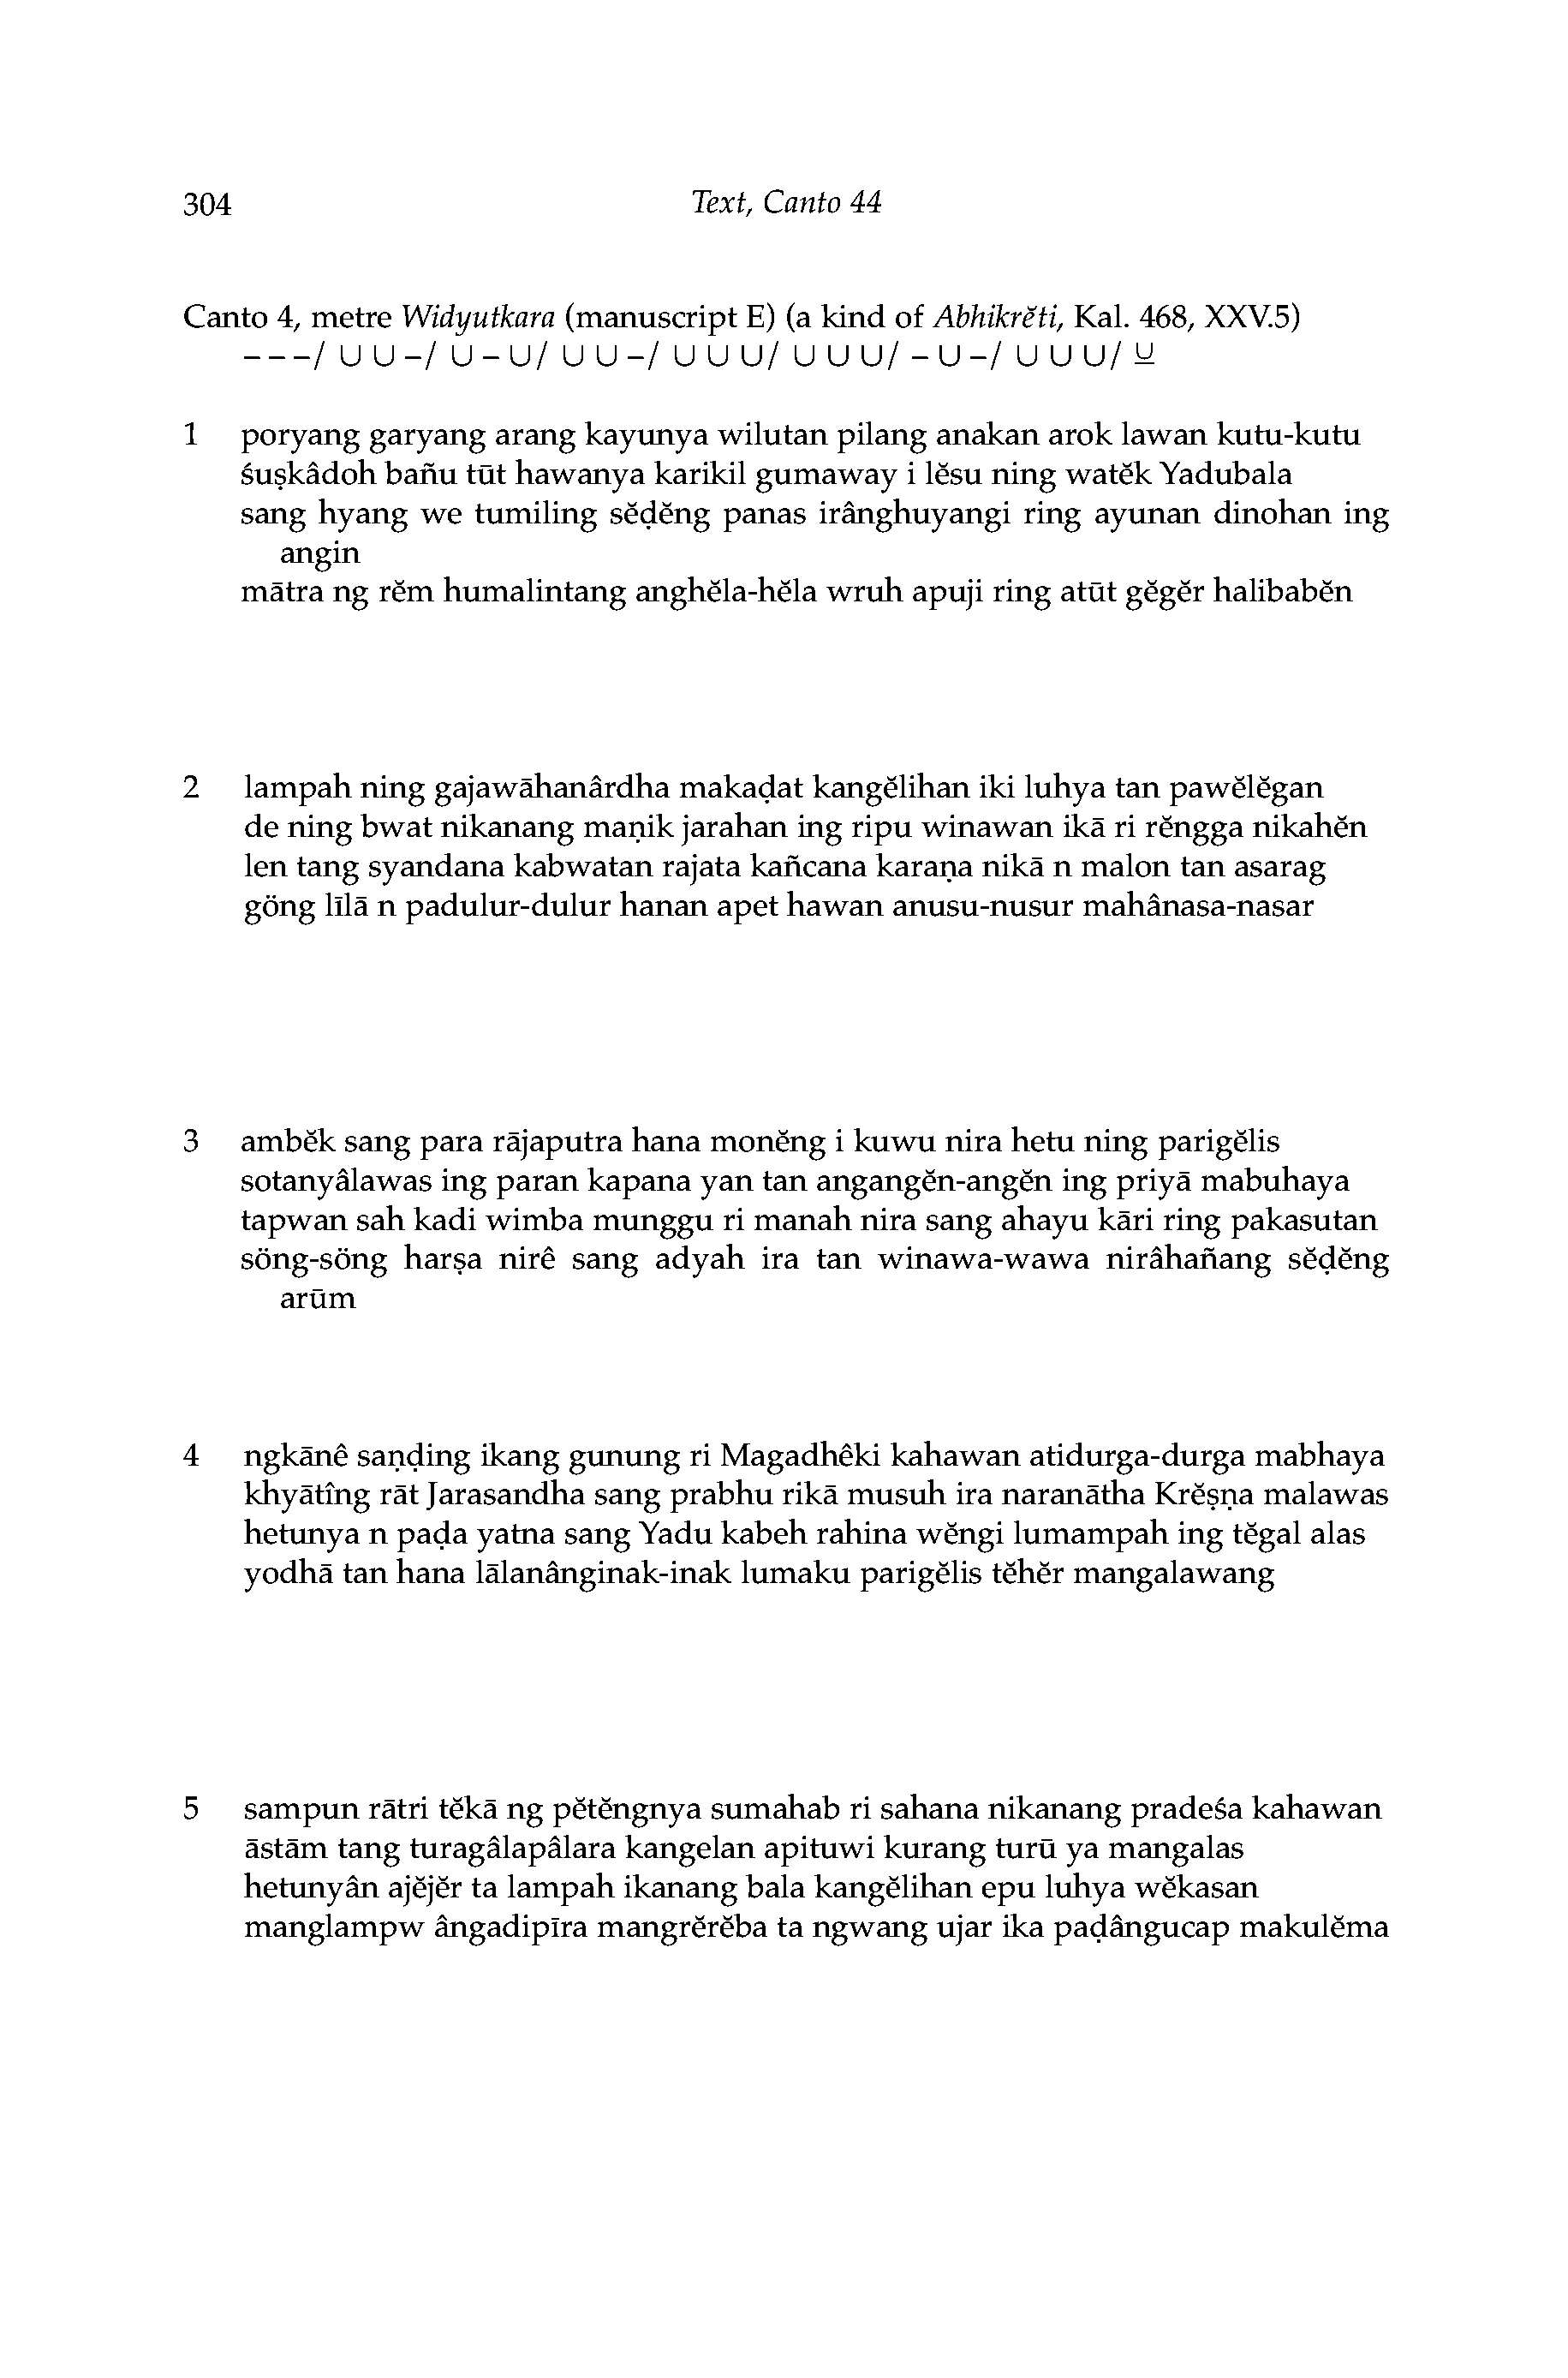 304 Text, Canto 44
Canto 4, metre Widyutkara (manuscript E) (a kind of Abhikrĕti, Kal. 468, XXV.5)
– – –/ ∪ ∪ –/ ∪ – ∪/ ∪ ∪ –/ ∪ ∪ ∪/ ∪ ∪ ∪/ – ∪ –/ ∪ ∪ ∪/ ⊻
1 poryang garyang arang kayunya wilutan pilang anakan arok lawan kutu-kutu
śuṣkâdoh bañu tūt hawanya karikil gumaway i lĕsu ning watĕk Yadubala
sang hyang we tumiling sĕḍĕng panas irânghuyangi ring ayunan dinohan ing
angin
mātra ng rĕm humalintang anghĕla-hĕla wruh apuji ring atūt gĕgĕr halibabĕn
2 lampah ning gajawāhanârdha makaḍat kangĕlihan iki luhya tan pawĕlĕgan
de ning bwat nikanang maṇik jarahan ing ripu winawan ikā ri rĕngga nikahĕn
len tang syandana kabwatan rajata kañcana karaṇa nikā n malon tan asarag
göng līlā n padulur-dulur hanan apet hawan anusu-nusur mahânasa-nasar
3 ambĕk sang para rājaputra hana monĕng i kuwu nira hetu ning parigĕlis
sotanyâlawas ing paran kapana yan tan angangĕn-angĕn ing priyā mabuhaya
tapwan sah kadi wimba munggu ri manah nira sang ahayu kāri ring pakasutan
söng-söng harṣa nirê sang adyah ira tan winawa-wawa nirâhañang sĕḍĕng
arūm
4 ngkānê saṇḍing ikang gunung ri Magadhêki kahawan atidurga-durga mabhaya
khyātîng rāt Jarasandha sang prabhu rikā musuh ira naranātha Krĕṣṇa malawas
hetunya n paḍa yatna sang Yadu kabeh rahina wĕngi lumampah ing tĕgal alas
yodhā tan hana lālanânginak-inak lumaku parigĕlis tĕhĕr mangalawang
5 sampun rātri tĕkā ng pĕtĕngnya sumahab ri sahana nikanang pradeśa kahawan
āstām tang turagâlapâlara kangelan apituwi kurang turū ya mangalas
hetunyân ajĕjĕr ta lampah ikanang bala kangĕlihan epu luhya wĕkasan
manglampw ângadipīra mangrĕrĕba ta ngwang ujar ika paḍângucap makulĕma